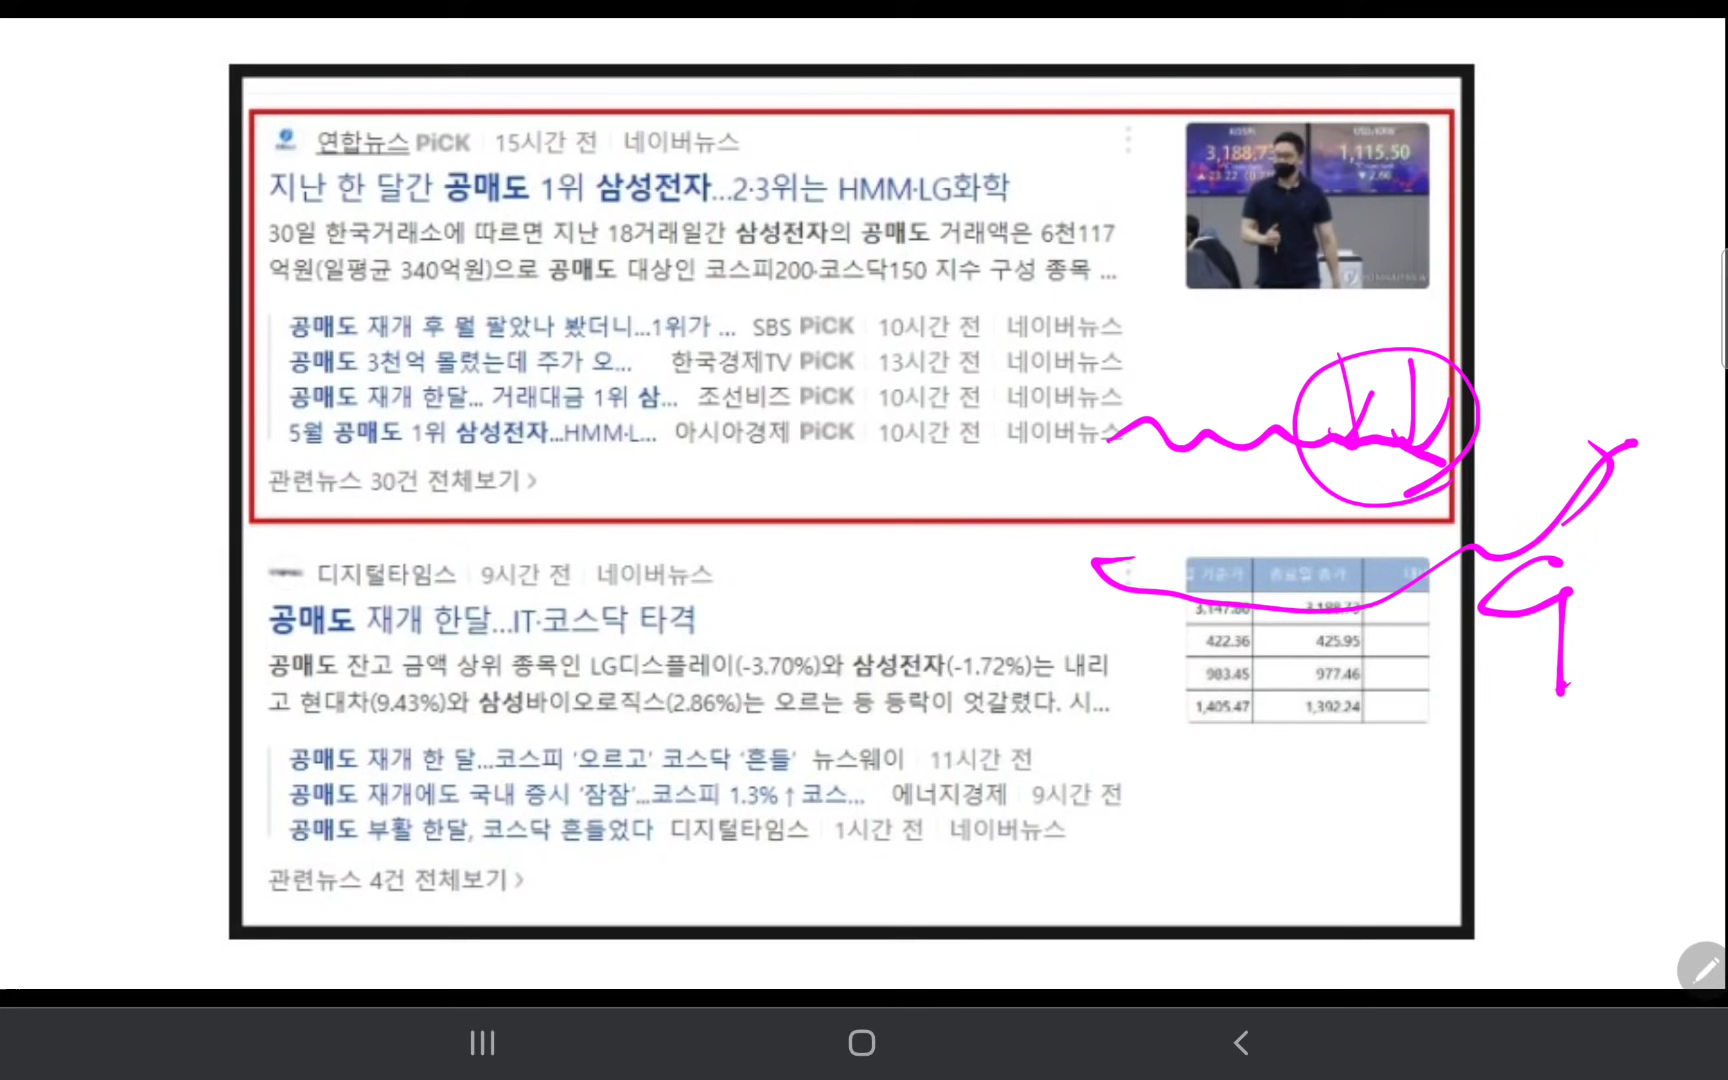 연합뉴스 PiCK 15시간 전 네이버뉴스
지난 한 달간 공매도 1위 삼성전자...2·3위는 HMM·LG화학
30일 한국거래소에 따르면 지난 18거래일간 삼성전자의 공매도 거래액은 6천117
억원(일평균 340억원)으로 공매도 대상인 코스피200·코스닥150 지수 구성 종목 ...
3,188.73 1,115.50
공매도 재개 후 뭘 팔았나 봤더니...1위가 ... SBS PiCK 10시간 전 네이버뉴스
공매도 3천억 몰렸는데 주가 오... 한국경제TV PiCK 13시간 전 네이버뉴스
공매도 재개 한달... 거래대금 1위 삼... 조선비즈 PiCK 10시간 전 네이버뉴스
5월 공매도 1위 삼성전자...HMM·L... 아시아경제 PiCK 10시간 전 네이버뉴스
관련뉴스 30건 전체보기 >
디지털타임스 9시간 전 네이버뉴스
공매도 재개 한달...IT·코스닥 타격
공매도 잔고 금액 상위 종목인 LG디스플레이(-3.70%)와 삼성전자(-1.72%)는 내리
고 현대차(9.43%)와 삼성바이오로직스(2.86%)는 오르는 등 등락이 엇갈렸다. 시...
3,147.86 3,188.73
422.36 425.95
983.45 977.46
1,405.47 1,392.24
공매도 재개 한 달...코스피 '오르고' 코스닥 '흔들' 뉴스웨이 11시간 전
공매도 재개에도 국내 증시 '잠잠'...코스피 1.3%↑코스... 에너지경제 9시간 전
공매도 부활 한달, 코스닥 흔들었다 디지털타임스 1시간 전 네이버뉴스
관련뉴스 4건 전체보기 >